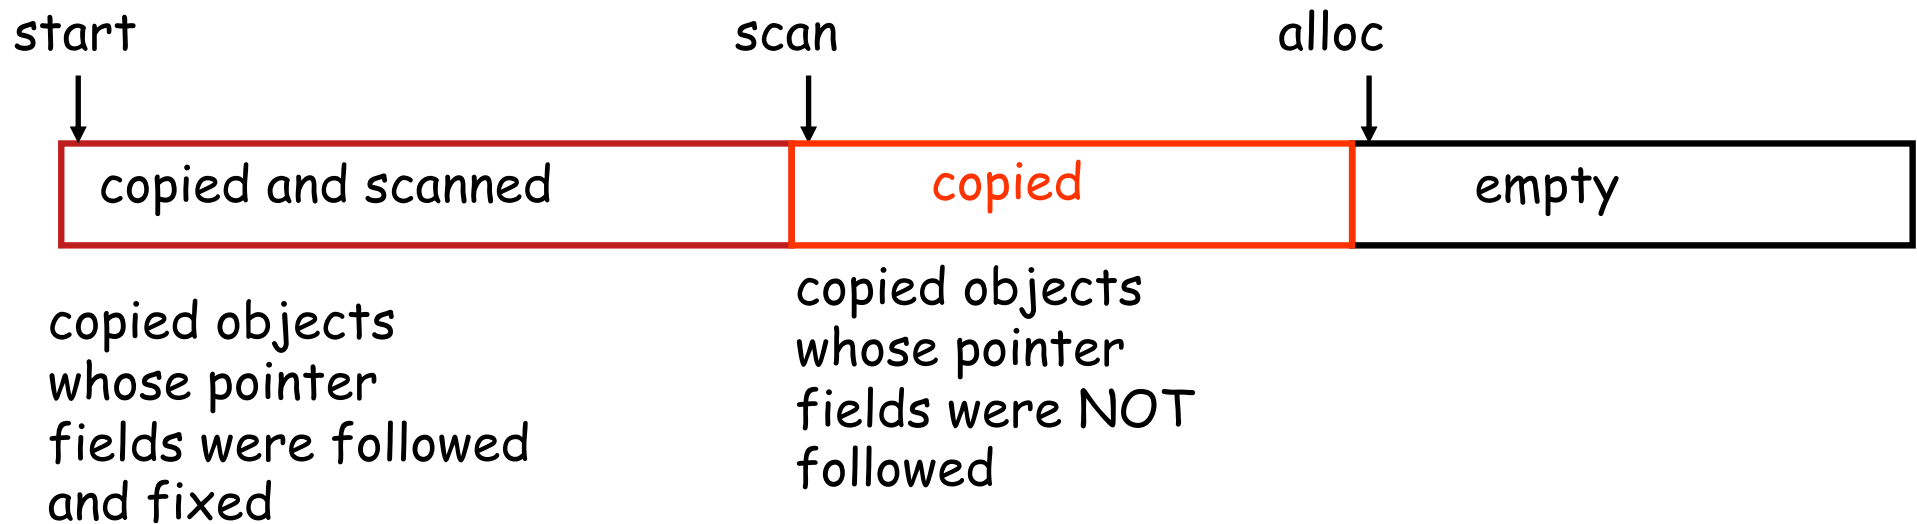 start scan alloc
copied and scanned copied empty
copied objects
whose pointer
fields were followed
and fixed
copied objects
whose pointer
fields were NOT
followed